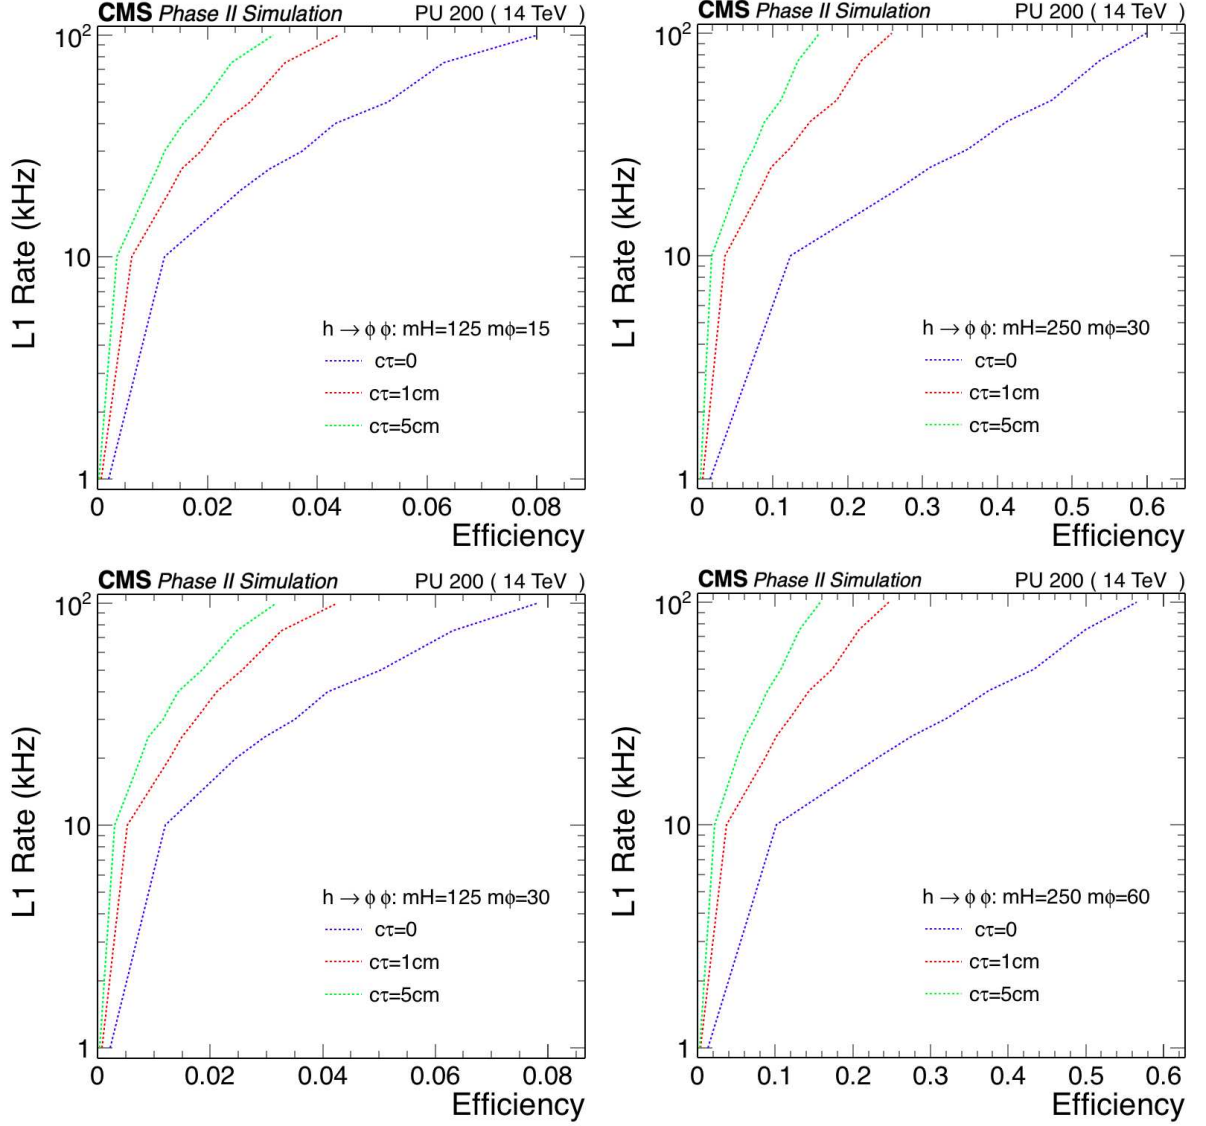 CMS Phase II Simulation PU 200 ( 14 TeV )
L1 Rate (kHz)
10²
10
1
h → ϕ ϕ: mH=125 mϕ=15
cτ=0
cτ=1cm
cτ=5cm
0 0.02 0.04 0.06 0.08
Efficiency
CMS Phase II Simulation PU 200 ( 14 TeV )
L1 Rate (kHz)
10²
10
1
h → ϕ ϕ: mH=250 mϕ=30
cτ=0
cτ=1cm
cτ=5cm
0 0.1 0.2 0.3 0.4 0.5 0.6
Efficiency
CMS Phase II Simulation PU 200 ( 14 TeV )
L1 Rate (kHz)
10²
10
1
h → ϕ ϕ: mH=125 mϕ=30
cτ=0
cτ=1cm
cτ=5cm
0 0.02 0.04 0.06 0.08
Efficiency
CMS Phase II Simulation PU 200 ( 14 TeV )
L1 Rate (kHz)
10²
10
1
h → ϕ ϕ: mH=250 mϕ=60
cτ=0
cτ=1cm
cτ=5cm
0 0.1 0.2 0.3 0.4 0.5 0.6
Efficiency